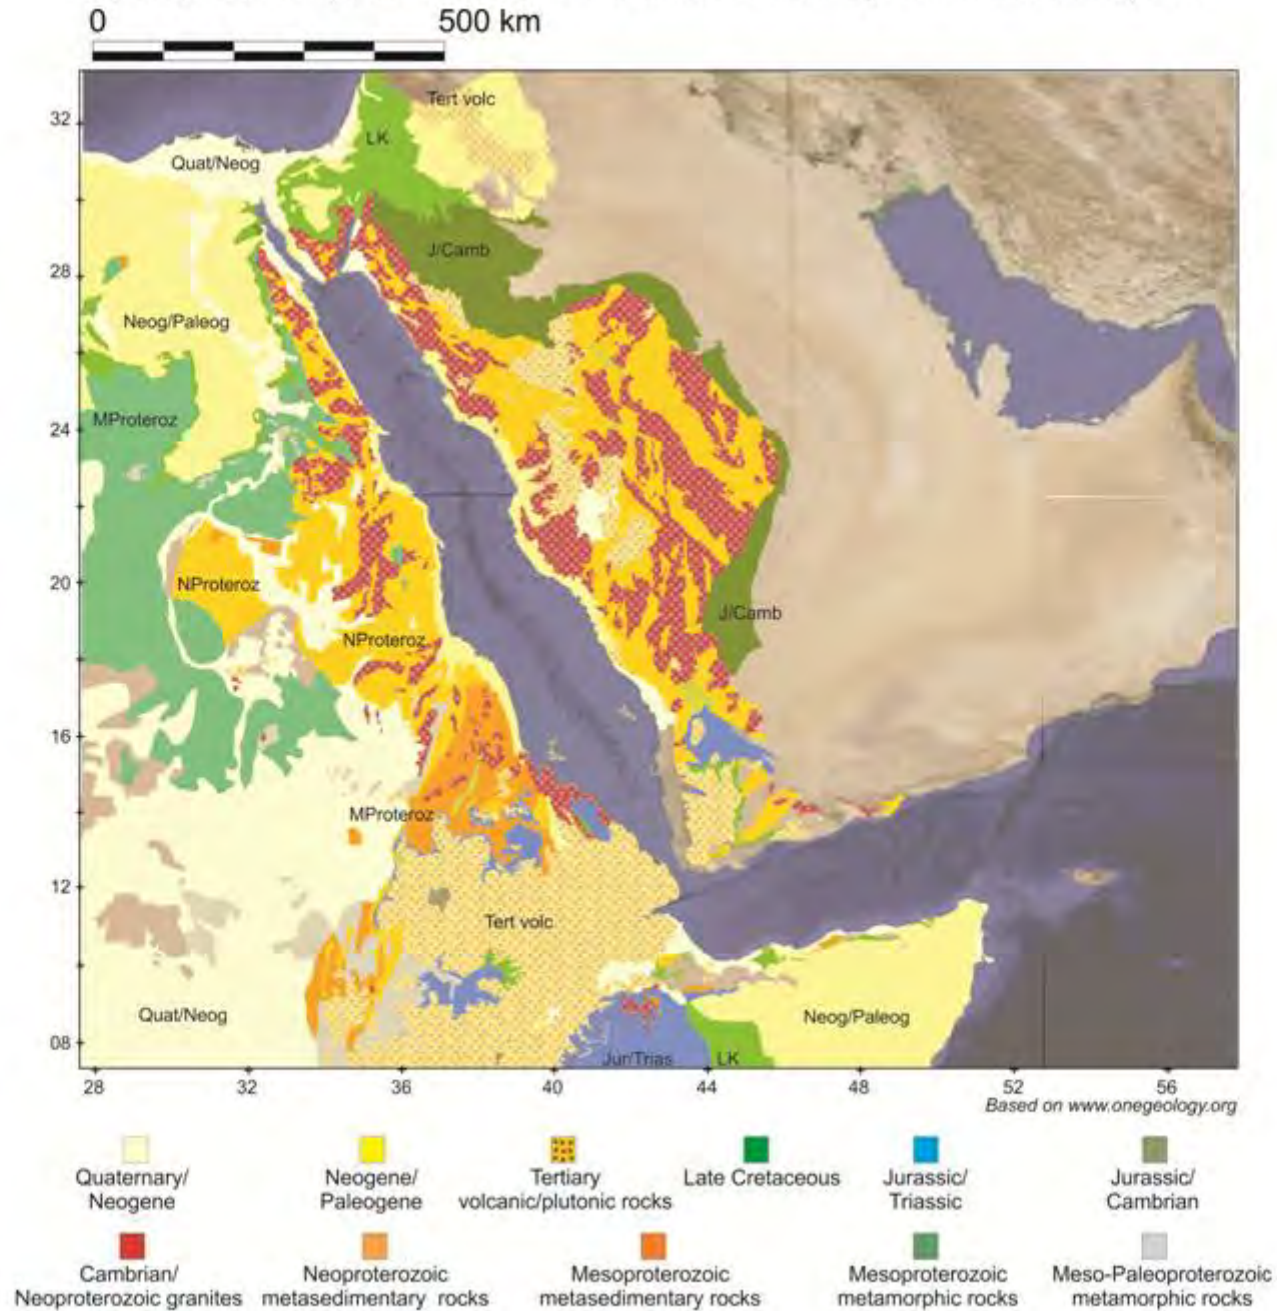 0 500 km
32
28
24
20
16
12
08
Tert volc
LK
Quat/Neog
J/Camb
Neog/Paleog
MProteroz
NProteroz
J/Camb
NProteroz
MProteroz
Tert volc
Quat/Neog
Neog/Paleog
Jur/Trias
LK
28 32 36 40 44 48 52 56
Based on www.onegeology.org
Quaternary/
Neogene
Neogene/
Paleogene
Tertiary
volcanic/plutonic rocks
Late Cretaceous
Jurassic/
Triassic
Jurassic/
Cambrian
Cambrian/
Neoproterozoic granites
Neoproterozoic
metasedimentary rocks
Mesoproterozoic
metasedimentary rocks
Mesoproterozoic
metamorphic rocks
Meso-Paleoproterozoic
metamorphic rocks